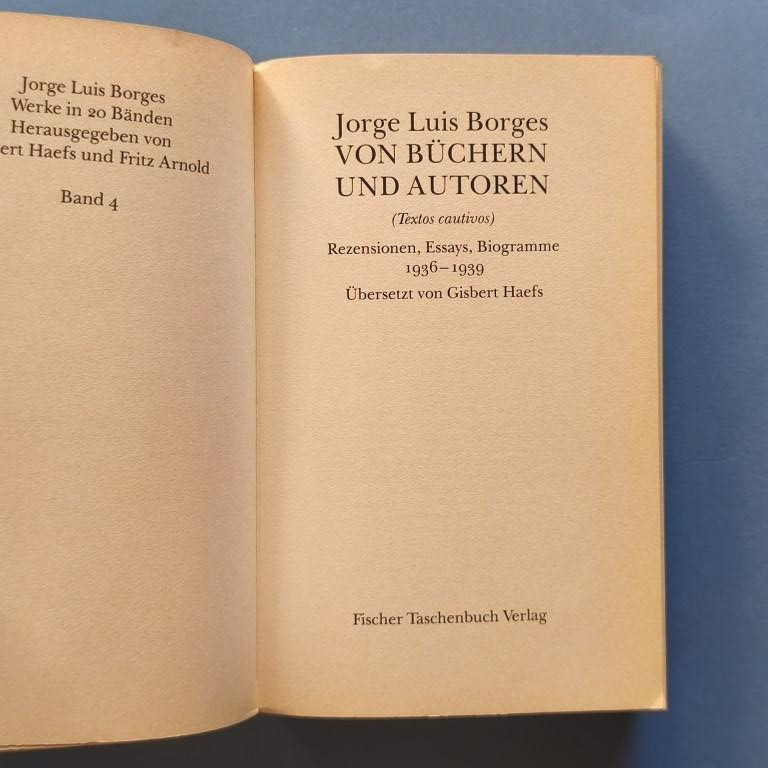 Jorge Luis Borges
Werke in 20 Bänden
Herausgegeben von
ert Haefs und Fritz Arnold
Band 4
Jorge Luis Borges
VON BÜCHERN
UND AUTOREN
(Textos cautivos)
Rezensionen, Essays, Biogramme
1936–1939
Übersetzt von Gisbert Haefs
Fischer Taschenbuch Verlag